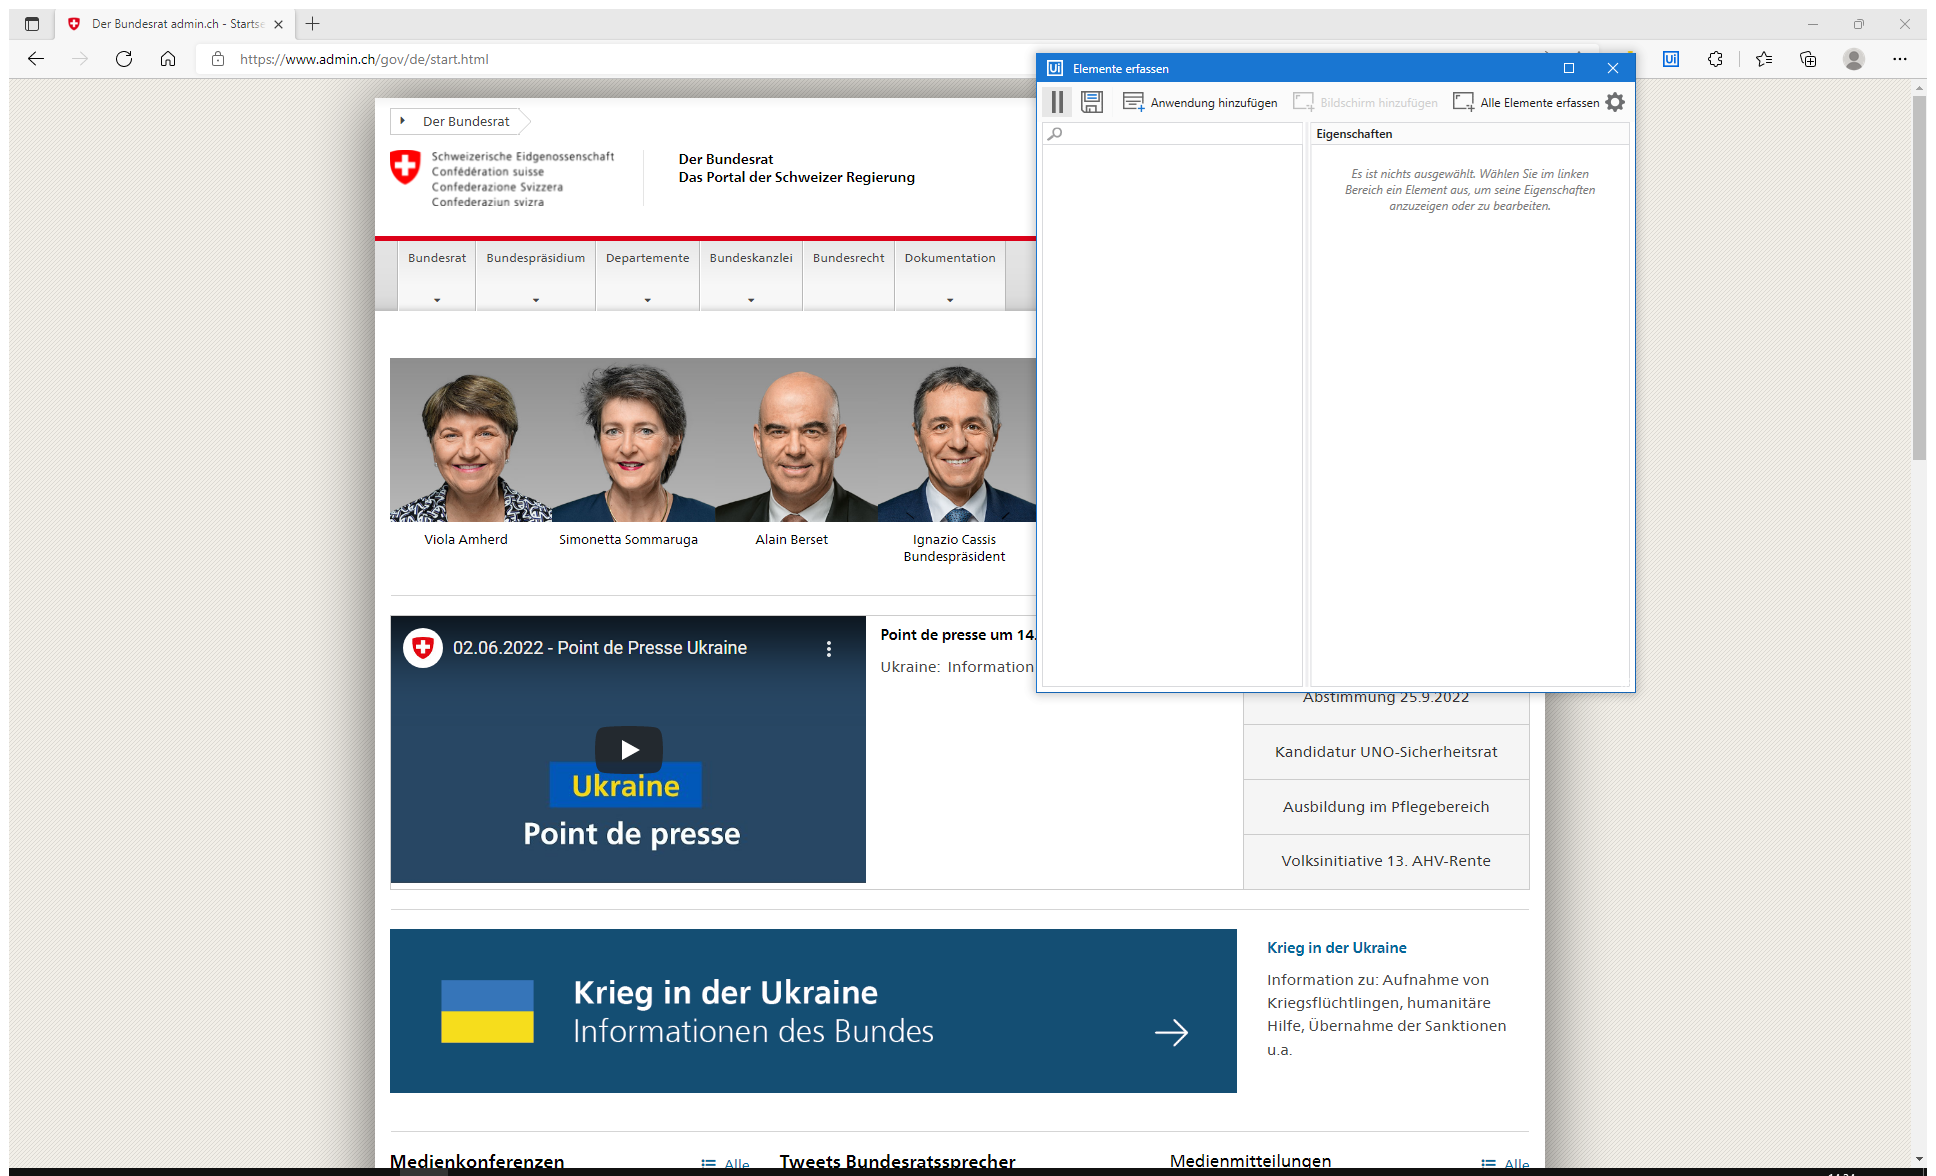 Der Bundesrat admin.ch - Startse
https://www.admin.ch/gov/de/start.html
Der Bundesrat
Schweizerische Eidgenossenschaft
Confédération suisse
Confederazione Svizzera
Confederaziun svizra
Der Bundesrat
Das Portal der Schweizer Regierung
Bundesrat
Bundespräsidium
Departemente
Bundeskanzlei
Bundesrecht
Dokumentation
Viola Amherd
Simonetta Sommaruga
Alain Berset
Ignazio Cassis
Bundespräsident
Ui Elemente erfassen
Anwendung hinzufügen
Bildschirm hinzufügen
Alle Elemente erfassen
Eigenschaften
Es ist nichts ausgewählt. Wählen Sie im linken
Bereich ein Element aus, um seine Eigenschaften
anzuzeigen oder zu bearbeiten.
Ui
02.06.2022 - Point de Presse Ukraine
Ukraine
Point de presse
Point de presse um 14.
Ukraine: Information
Abstimmung 25.9.2022
Kandidatur UNO-Sicherheitsrat
Ausbildung im Pflegebereich
Volksinitiative 13. AHV-Rente
Krieg in der Ukraine
Informationen des Bundes
Krieg in der Ukraine
Information zu: Aufnahme von
Kriegsflüchtlingen, humanitäre
Hilfe, Übernahme der Sanktionen
u.a.
Medienkonferenzen
Alle
Tweets Bundesratssprecher
Medienmitteilungen
Alle